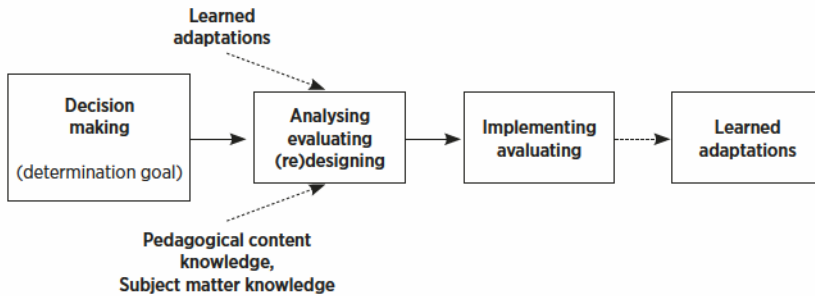 Learned
adaptations
Decision
making
(determination goal)
Analysing
evaluating
(re)designing
Implementing
avaluating
Learned
adaptations
Pedagogical content
knowledge,
Subject matter knowledge